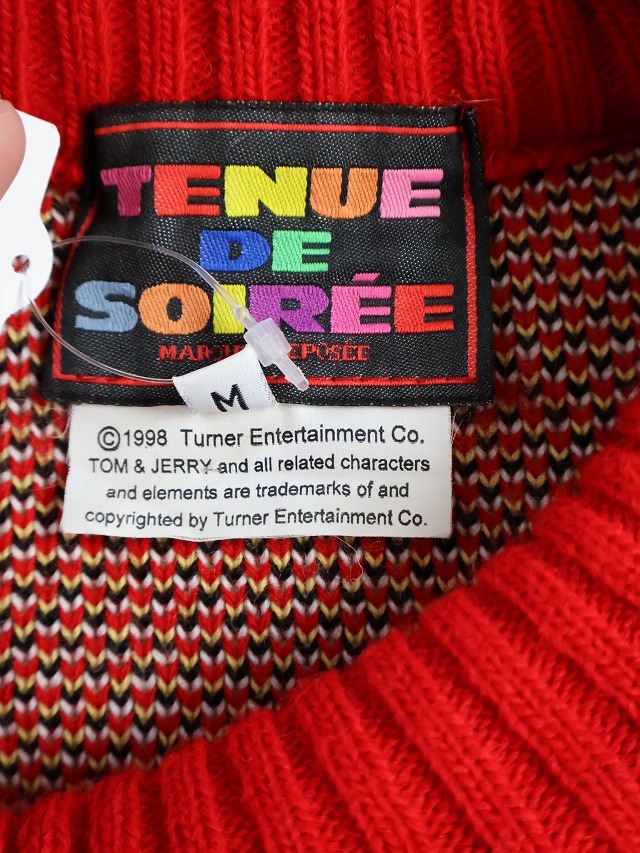 TENUE
DE
SOIRÉE
M
©1998 Turner Entertainment Co.
TOM & JERRY and all related characters
and elements are trademarks of and
copyrighted by Turner Entertainment Co.